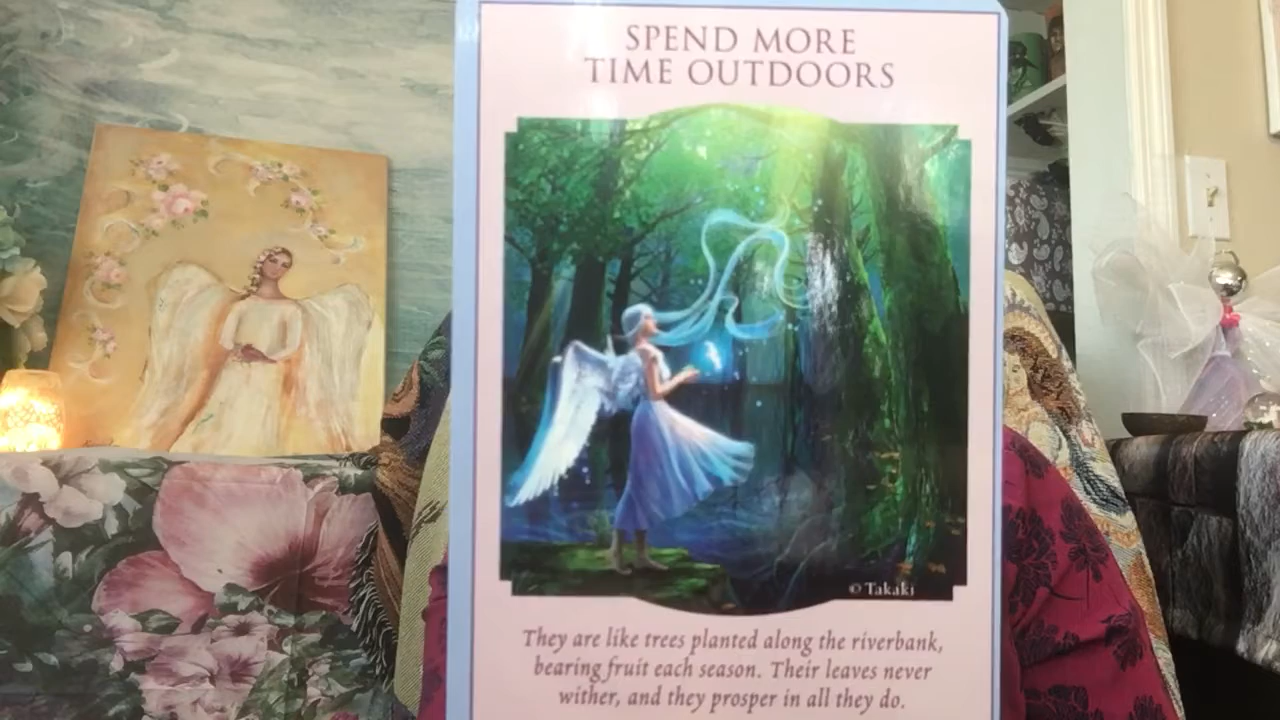 SPEND MORE
TIME OUTDOORS
© Takaki
They are like trees planted along the riverbank,
bearing fruit each season. Their leaves never
wither, and they prosper in all they do.